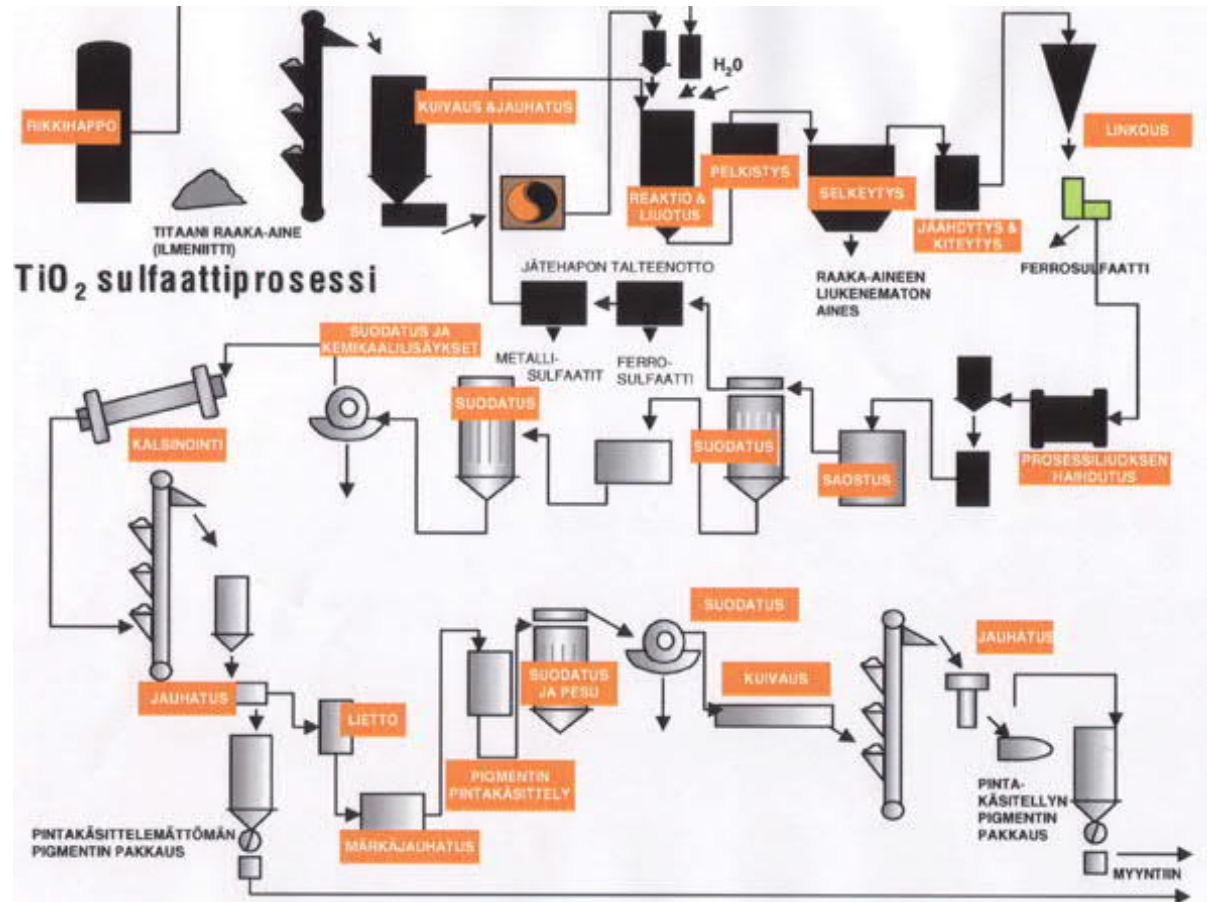 RIKKIHAPPO
TITAANI RAAKA-AINE
(ILMENIITTI)
KUIVAUS &JAUHATUS
H₂0
REAKTIO &
LIUOTUS
PELKISTYS
SELKEYTYS
RAAKA-AINEEN
LIUKENEMATON
AINES
JÄÄHDYTYS &
KITEYTYS
LINKOUS
FERROSULFAATTI
TiO₂ sulfaattiprosessi
JÄTEHAPON TALTEENOTTO
METALLI-
SULFAATIT
FERRO-
SULFAATTI
SUODATUS JA
KEMIKAALILISÄYKSET
KALSINOINTI
SUODATUS
SUODATUS
SAOSTUS
PROSESSILIUOKSEN
HAIHDUTUS
JAUHATUS
LIETTO
MÄRKÄJAUHATUS
PIGMENTIN
PINTAKÄSITTELY
SUODATUS
JA PESU
SUODATUS
KUIVAUS
JAUHATUS
PINTA-
KÄSITELLYN
PIGMENTIN
PAKKAUS
PINTAKÄSITTELEMÄTTÖMÄN
PIGMENTIN PAKKAUS
MYYNTIIN